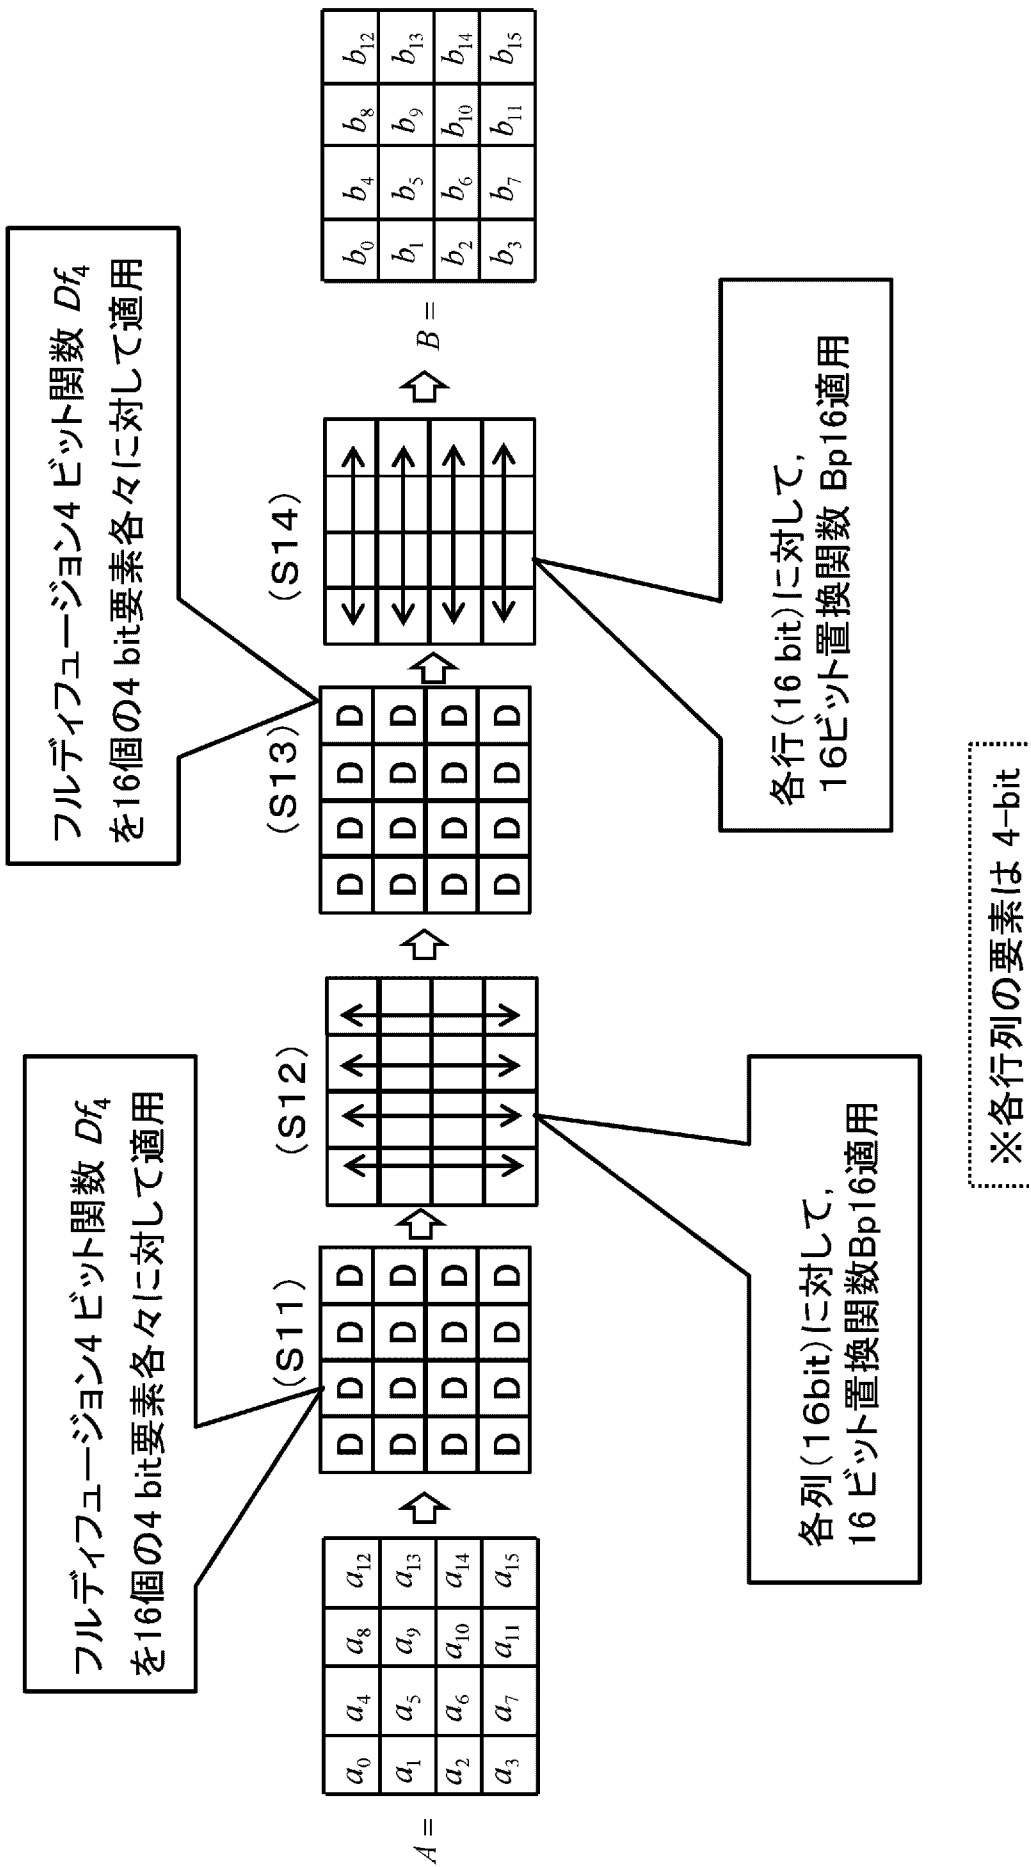 フルディフュージョン4 ビット関数 Df₄
を16個の4 bit要素各々に対して適用
フルディフュージョン4 ビット関数 Df₄
を16個の4 bit要素各々に対して適用
(S11)
(S12)
(S13)
(S14)
A =
a₀ a₄ a₈ a₁₂
a₁ a₅ a₉ a₁₃
a₂ a₆ a₁₀ a₁₄
a₃ a₇ a₁₁ a₁₅
D D D D
D D D D
D D D D
D D D D
D D D D
D D D D
D D D D
D D D D
B =
b₀ b₄ b₈ b₁₂
b₁ b₅ b₉ b₁₃
b₂ b₆ b₁₀ b₁₄
b₃ b₇ b₁₁ b₁₅
各列(16bit)に対して,
16 ビット置換関数Bp16適用
各行(16 bit)に対して,
16ビット置換関数 Bp16適用
※各行列の要素は 4-bit